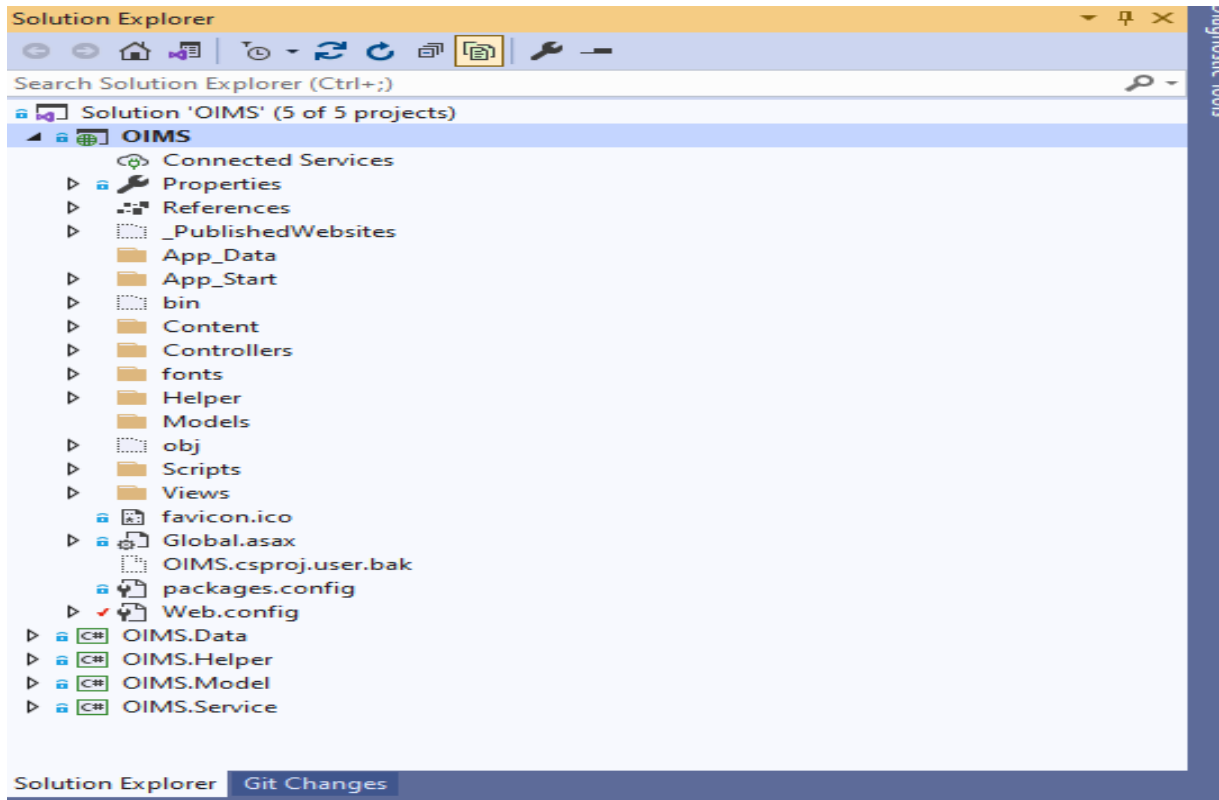 Solution Explorer
Search Solution Explorer (Ctrl+;)
Solution 'OIMS' (5 of 5 projects)
OIMS
Connected Services
Properties
References
_PublishedWebsites
App_Data
App_Start
bin
Content
Controllers
fonts
Helper
Models
obj
Scripts
Views
favicon.ico
Global.asax
OIMS.csproj.user.bak
packages.config
Web.config
C# OIMS.Data
C# OIMS.Helper
C# OIMS.Model
C# OIMS.Service
Solution Explorer Git Changes